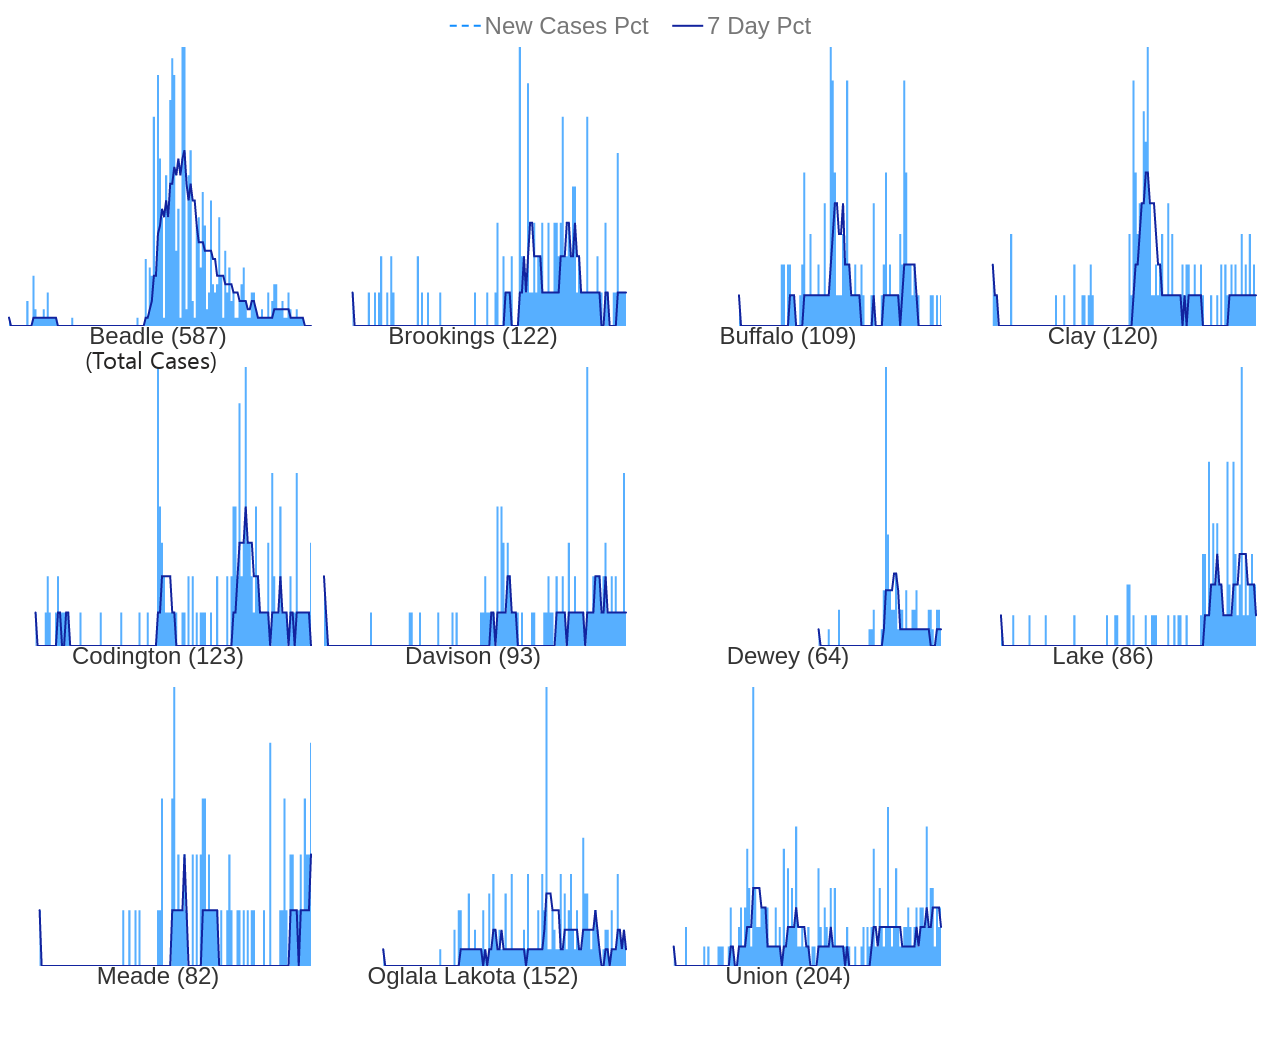 New Cases Pct 7 Day Pct
Beadle (587) Brookings (122) Buffalo (109) Clay (120)
(Total Cases)
Codington (123) Davison (93) Dewey (64) Lake (86)
Meade (82) Oglala Lakota (152) Union (204)